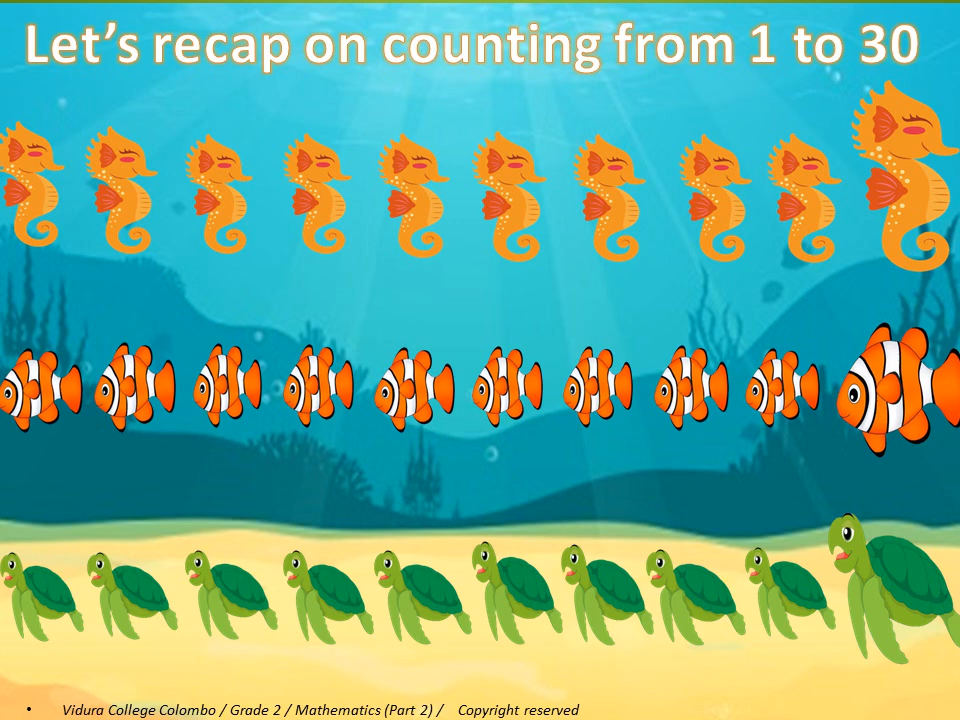 Let's recap on counting from 1 to 30
• Vidura College Colombo / Grade 2 / Mathematics (Part 2) / Copyright reserved